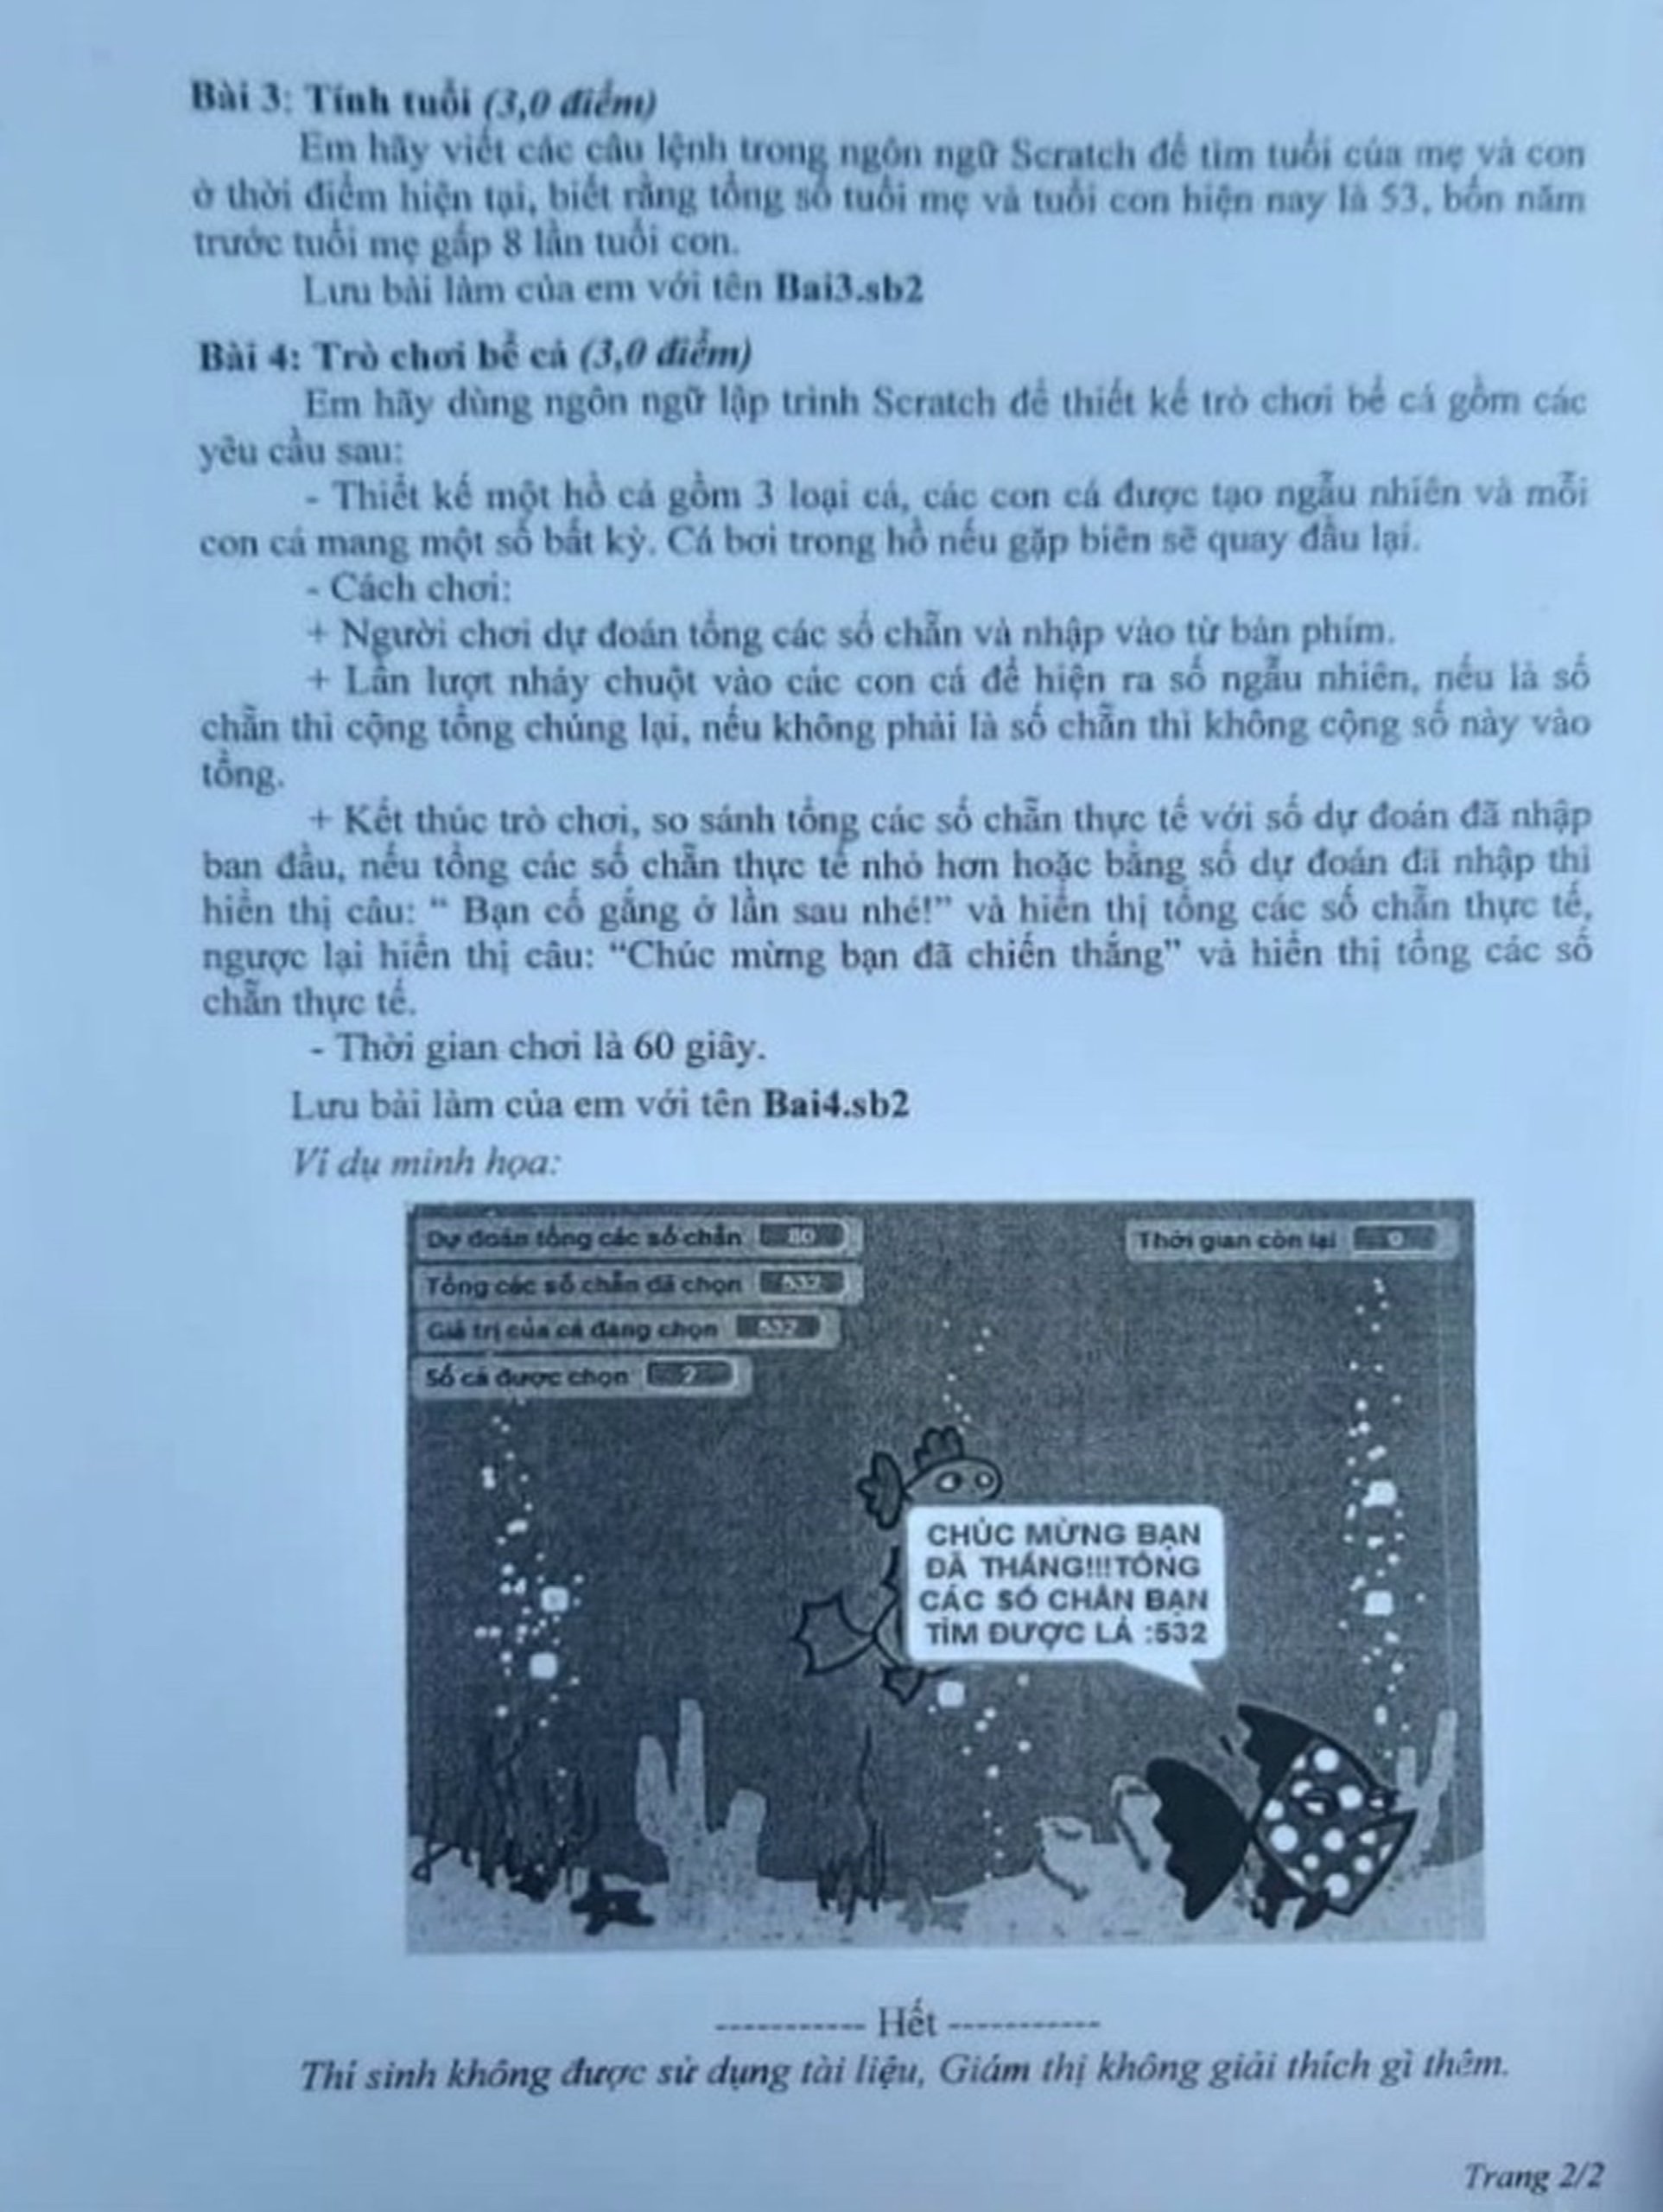 Bài 3: Tính tuổi (3,0 điểm)
Em hãy viết các câu lệnh trong ngôn ngữ Scratch để tìm tuổi của mẹ và con
ở thời điểm hiện tại, biết rằng tổng số tuổi mẹ và tuổi con hiện nay là 53, bốn năm
trước tuổi mẹ gấp 8 lần tuổi con.
Lưu bài làm của em với tên Bai3.sb2
Bài 4: Trò chơi bể cá (3,0 điểm)
Em hãy dùng ngôn ngữ lập trình Scratch để thiết kế trò chơi bể cá gồm các
yêu cầu sau:
- Thiết kế một hồ cá gồm 3 loại cá, các con cá được tạo ngẫu nhiên và mỗi
con cá mang một số bất kỳ. Cá bơi trong hồ nếu gặp biên sẽ quay đầu lại.
- Cách chơi:
+ Người chơi dự đoán tổng các số chẵn và nhập vào từ bàn phím.
+ Lần lượt nháy chuột vào các con cá để hiện ra số ngẫu nhiên, nếu là số
chẵn thì cộng tổng chúng lại, nếu không phải là số chẵn thì không cộng số này vào
tổng.
+ Kết thúc trò chơi, so sánh tổng các số chẵn thực tế với số dự đoán đã nhập
ban đầu, nếu tổng các số chẵn thực tế nhỏ hơn hoặc bằng số dự đoán đã nhập thì
hiển thị câu: “ Bạn cố gắng ở lần sau nhé!” và hiển thị tổng các số chẵn thực tế,
ngược lại hiển thị câu: “Chúc mừng bạn đã chiến thắng” và hiển thị tổng các số
chẵn thực tế.
- Thời gian chơi là 60 giây.
Lưu bài làm của em với tên Bai4.sb2
Ví dụ minh họa:
Dự đoán tổng các số chẵn 80
Thời gian còn lại 0
Tổng các số chẵn đã chọn 532
Giá trị của cá đang chọn 532
Số cá được chọn 2
CHÚC MỪNG BẠN
ĐÃ THẮNG!!!TỔNG
CÁC SỐ CHẴN BẠN
TÌM ĐƯỢC LÀ :532
----------- Hết -----------
Thí sinh không được sử dụng tài liệu, Giám thị không giải thích gì thêm.
Trang 2/2